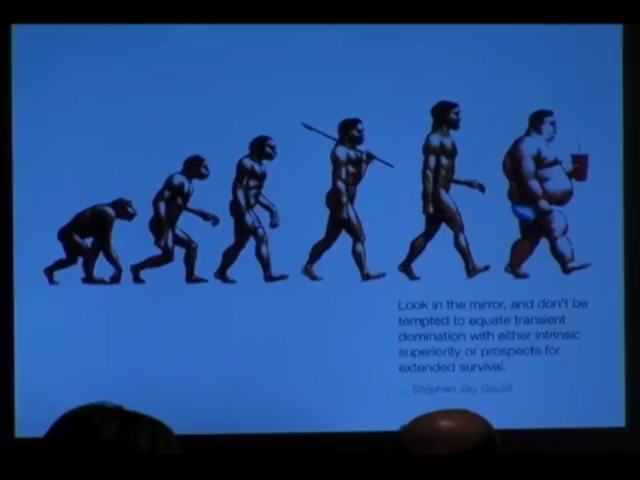 Look in the mirror, and don't be
tempted to equate transient
domination with either intrinsic
superiority or prospects for
extended survival.
... Stephen Jay Gould